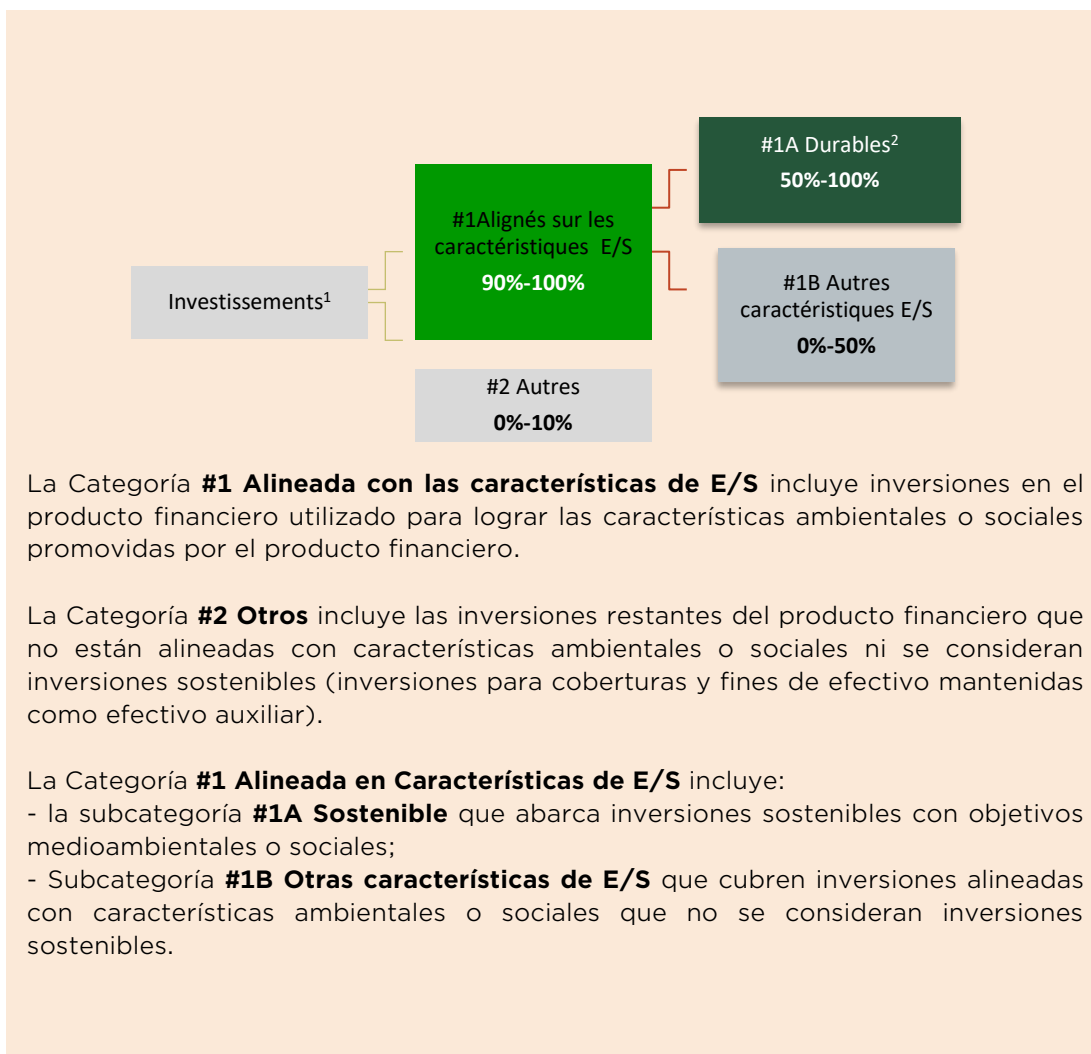 #1A Durables²
50%-100%
#1Alignés sur les
caractéristiques E/S
90%-100%
Investissements¹
#1B Autres
caractéristiques E/S
0%-50%
#2 Autres
0%-10%
La Categoría #1 Alineada con las características de E/S incluye inversiones en el
producto financiero utilizado para lograr las características ambientales o sociales
promovidas por el producto financiero.
La Categoría #2 Otros incluye las inversiones restantes del producto financiero que
no están alineadas con características ambientales o sociales ni se consideran
inversiones sostenibles (inversiones para coberturas y fines de efectivo mantenidas
como efectivo auxiliar).
La Categoría #1 Alineada en Características de E/S incluye:
- la subcategoría #1A Sostenible que abarca inversiones sostenibles con objetivos
medioambientales o sociales;
- Subcategoría #1B Otras características de E/S que cubren inversiones alineadas
con características ambientales o sociales que no se consideran inversiones
sostenibles.